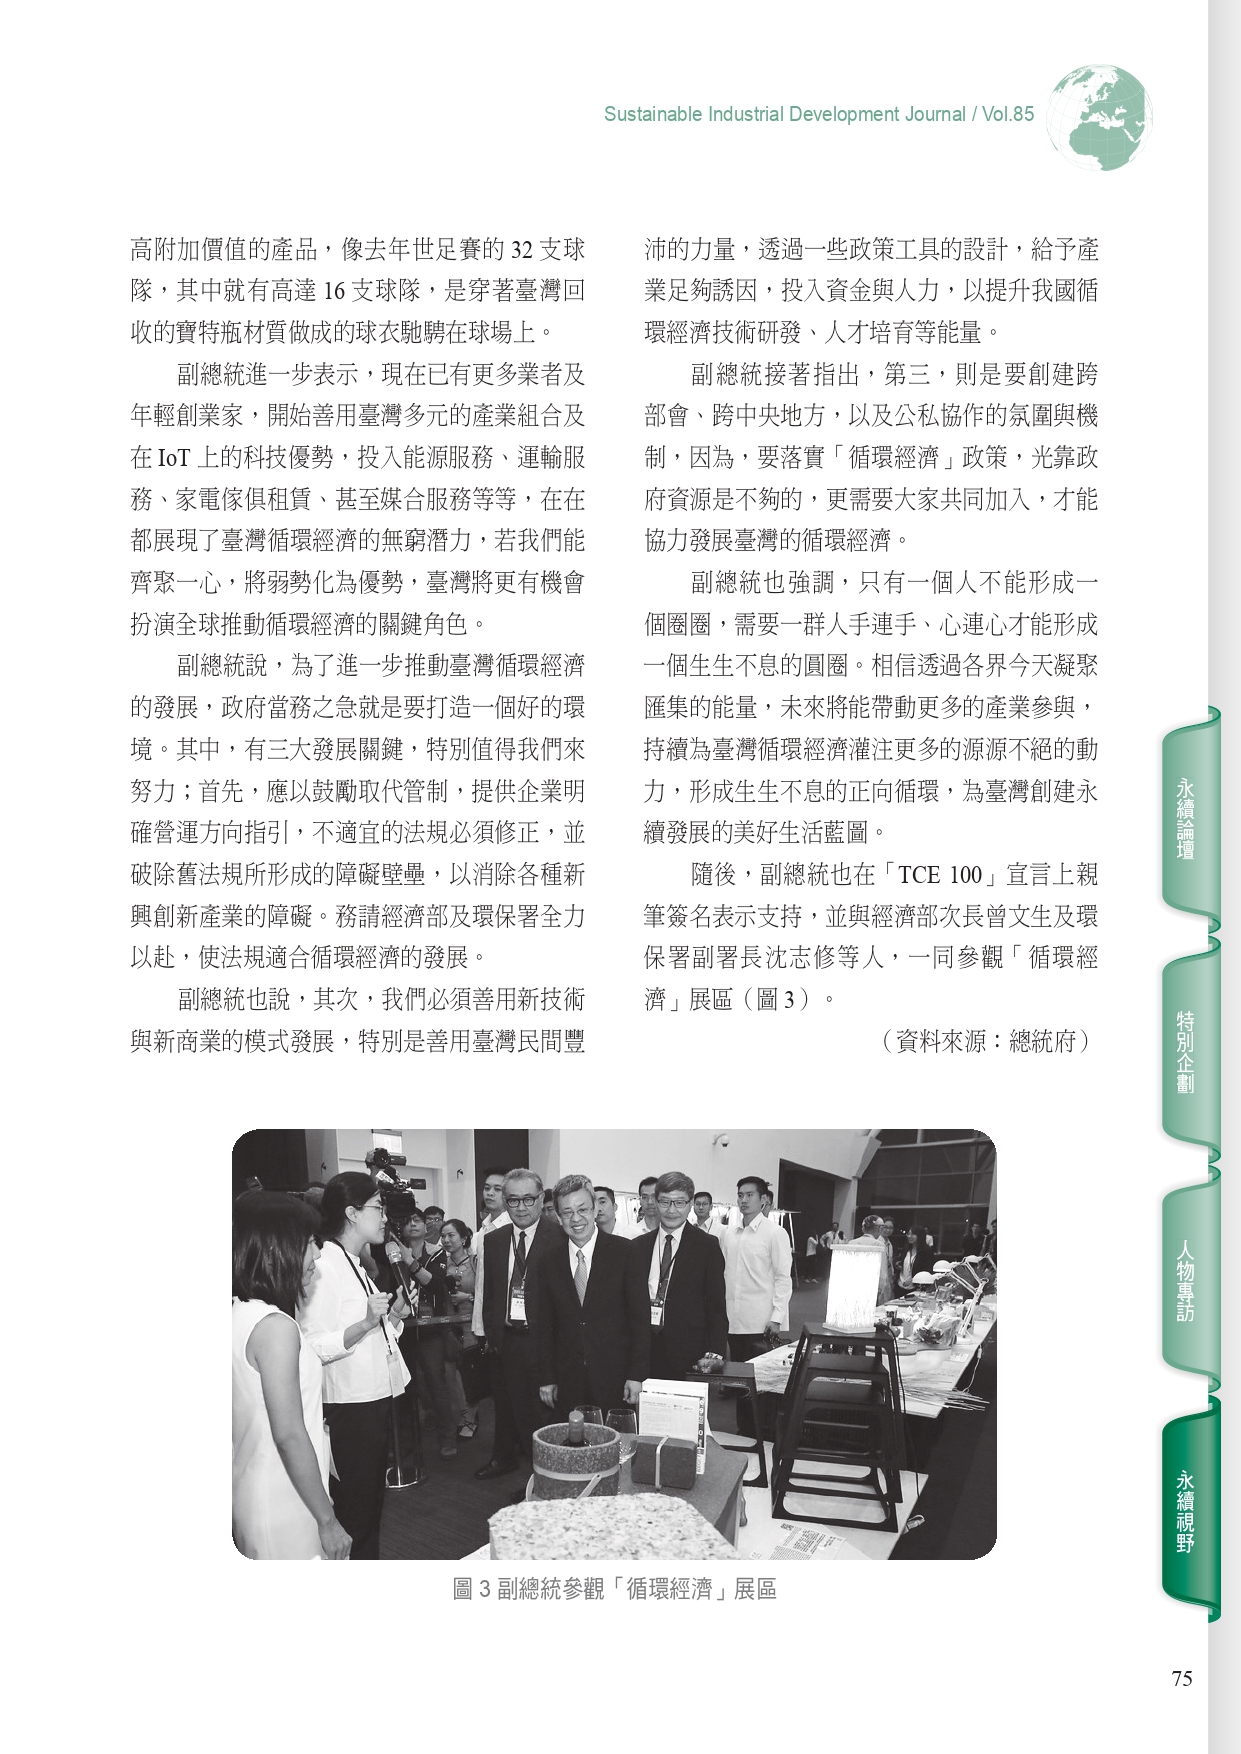 Sustainable Industrial Development Journal / Vol.85
高附加價值的產品，像去年世足賽的 32 支球
隊，其中就有高達 16 支球隊，是穿著臺灣回
收的寶特瓶材質做成的球衣馳騁在球場上。
副總統進一步表示，現在已有更多業者及
年輕創業家，開始善用臺灣多元的產業組合及
在 IoT 上的科技優勢，投入能源服務、運輸服
務、家電傢俱租賃、甚至媒合服務等等，在在
都展現了臺灣循環經濟的無窮潛力，若我們能
齊聚一心，將弱勢化為優勢，臺灣將更有機會
扮演全球推動循環經濟的關鍵角色。
副總統說，為了進一步推動臺灣循環經濟
的發展，政府當務之急就是要打造一個好的環
境。其中，有三大發展關鍵，特別值得我們來
努力；首先，應以鼓勵取代管制，提供企業明
確營運方向指引，不適宜的法規必須修正，並
破除舊法規所形成的障礙壁壘，以消除各種新
興創新產業的障礙。務請經濟部及環保署全力
以赴，使法規適合循環經濟的發展。
副總統也說，其次，我們必須善用新技術
與新商業的模式發展，特別是善用臺灣民間豐
沛的力量，透過一些政策工具的設計，給予產
業足夠誘因，投入資金與人力，以提升我國循
環經濟技術研發、人才培育等能量。
副總統接著指出，第三，則是要創建跨
部會、跨中央地方，以及公私協作的氛圍與機
制，因為，要落實「循環經濟」政策，光靠政
府資源是不夠的，更需要大家共同加入，才能
協力發展臺灣的循環經濟。
副總統也強調，只有一個人不能形成一
個圈圈，需要一群人手連手、心連心才能形成
一個生生不息的圓圈。相信透過各界今天凝聚
匯集的能量，未來將能帶動更多的產業參與，
持續為臺灣循環經濟灌注更多的源源不絕的動
力，形成生生不息的正向循環，為臺灣創建永
續發展的美好生活藍圖。
隨後，副總統也在「TCE 100」宣言上親
筆簽名表示支持，並與經濟部次長曾文生及環
保署副署長沈志修等人，一同參觀「循環經
濟」展區（圖 3）。
（資料來源：總統府）
圖 3 副總統參觀「循環經濟」展區
永續論壇
特別企劃
人物專訪
永續視野
75